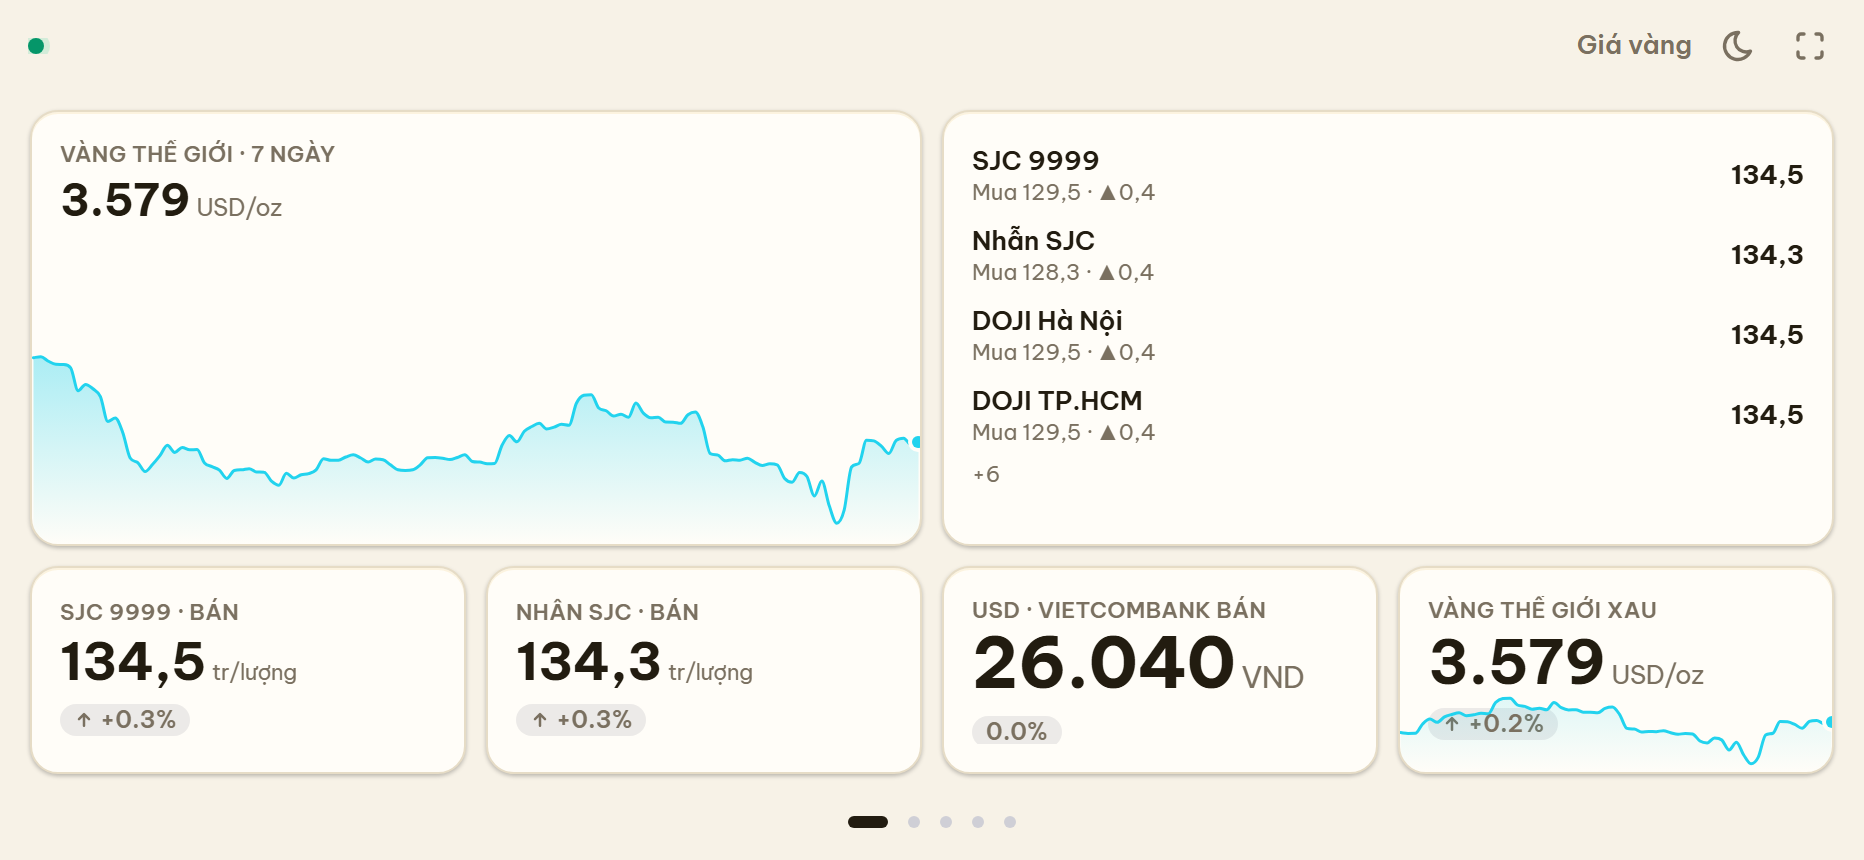 Giá vàng
VÀNG THẾ GIỚI · 7 NGÀY
3.579 USD/oz
SJC 9999
134,5
Mua 129,5 · ▲0,4
Nhẫn SJC
134,3
Mua 128,3 · ▲0,4
DOJI Hà Nội
134,5
Mua 129,5 · ▲0,4
DOJI TP.HCM
134,5
Mua 129,5 · ▲0,4
+6
SJC 9999 · BÁN
134,5 tr/lượng
↑ +0.3%
NHẪN SJC · BÁN
134,3 tr/lượng
↑ +0.3%
USD · VIETCOMBANK BÁN
26.040 VND
0.0%
VÀNG THẾ GIỚI XAU
3.579 USD/oz
↑ +0.2%